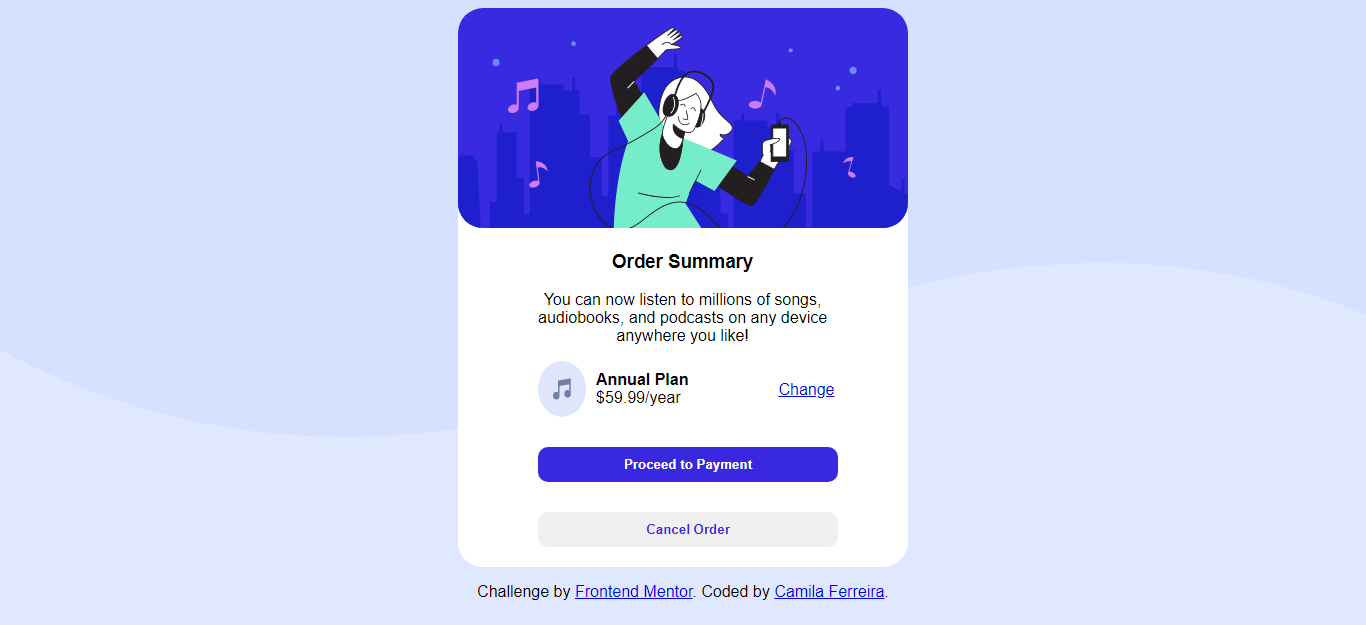 Order Summary
You can now listen to millions of songs,
audiobooks, and podcasts on any device
anywhere you like!
Annual Plan
$59.99/year
Change
Proceed to Payment
Cancel Order
Challenge by Frontend Mentor. Coded by Camila Ferreira.